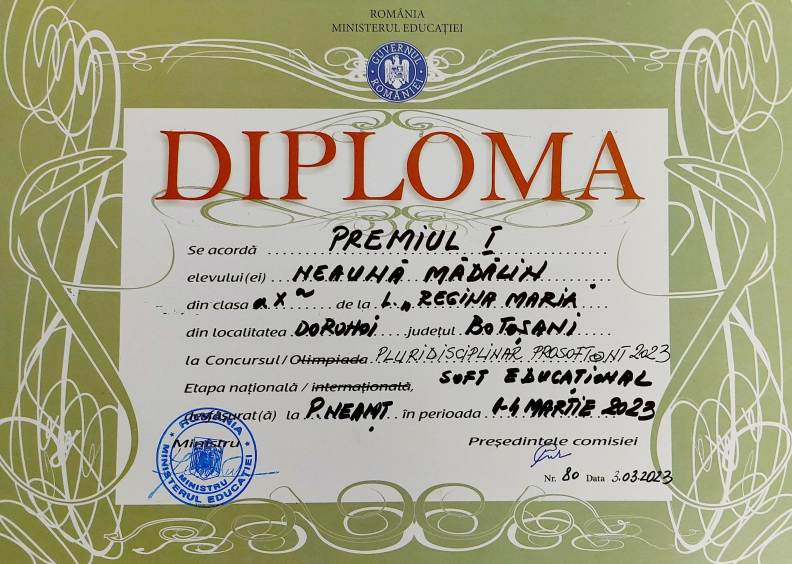 ROMÂNIA
MINISTERUL EDUCAȚIEI
GUVERNUL ROMÂNIEI
DIPLOMA
Se acordă PREMIUL I
elevului(ei) NEAUNĂ MĂDĂLIN
din clasa a X de la L. „REGINA MARIA"
din localitatea DOROHOI județul BOTOȘANI
la Concursul/Olimpiada PLURIDISCIPLINAR PROSOFT@NT 2023
Etapa națională / internațională, SOFT EDUCAȚIONAL
desfășurat(ă) la P. NEAMȚ în perioada 1-4 MARTIE 2023
Ministru Președintele comisiei
ROMÂNIA MINISTRU MINISTERUL EDUCAȚIEI
Nr. 80 Data 3.03.2023